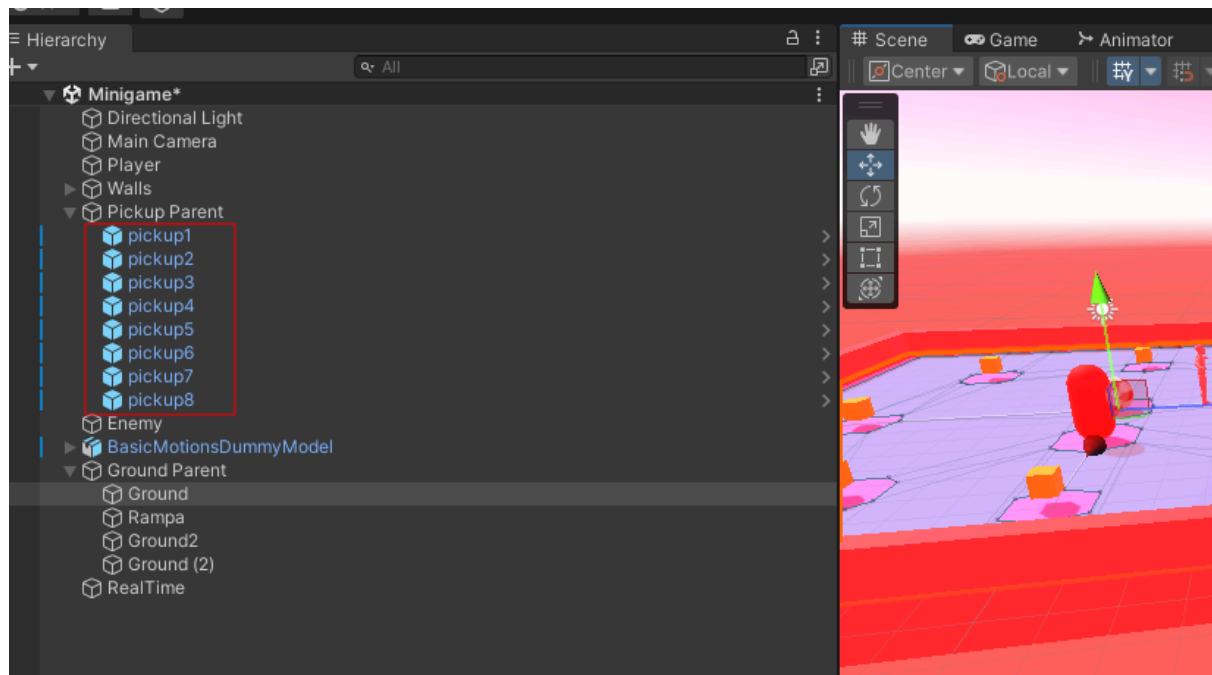 Hierarchy
All
Minigame*
Directional Light
Main Camera
Player
Walls
Pickup Parent
pickup1
pickup2
pickup3
pickup4
pickup5
pickup6
pickup7
pickup8
Enemy
BasicMotionsDummyModel
Ground Parent
Ground
Rampa
Ground2
Ground (2)
RealTime
Scene Game Animator
Center Local